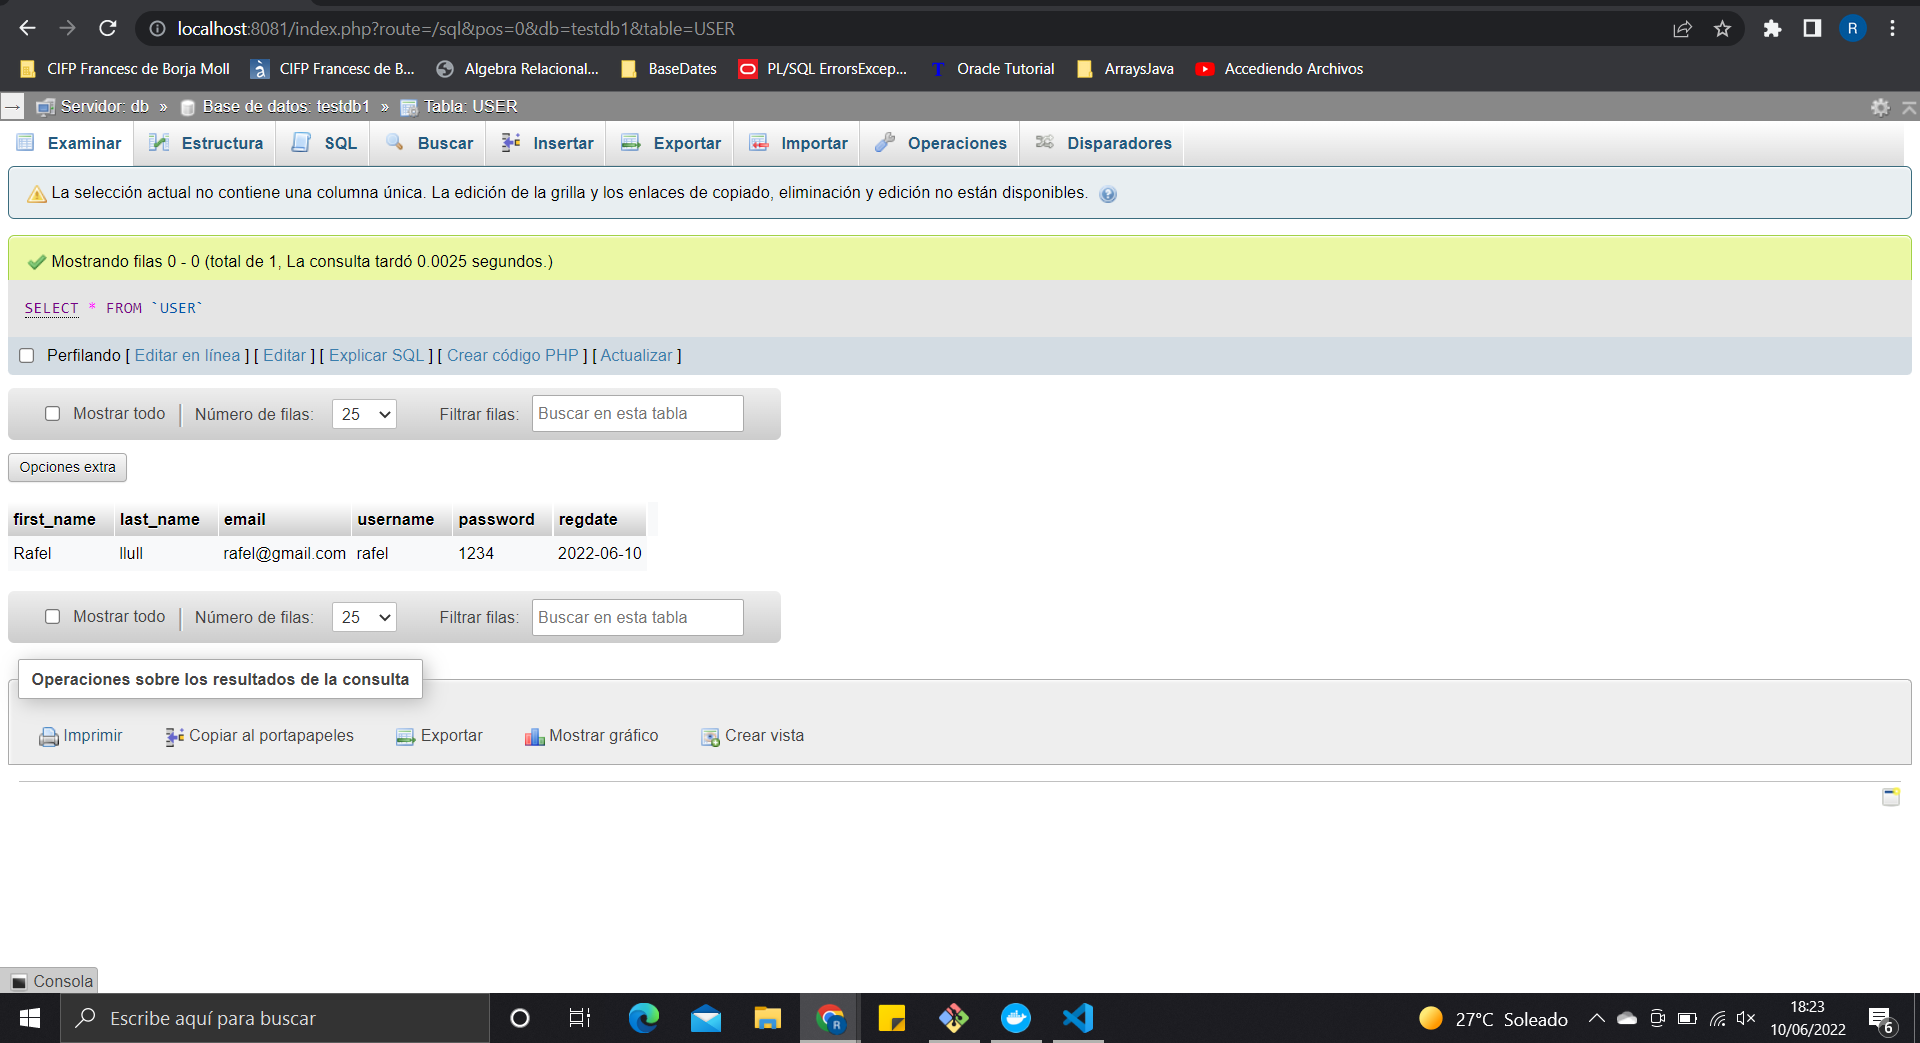 localhost:8081/index.php?route=/sql&pos=0&db=testdb1&table=USER
R
CIFP Francesc de Borja Moll
à CIFP Francesc de B...
Algebra Relacional...
BaseDates
PL/SQL ErrorsExcep...
T Oracle Tutorial
ArraysJava
Accediendo Archivos
Servidor: db » Base de datos: testdb1 » Tabla: USER
Examinar Estructura SQL Buscar Insertar Exportar Importar Operaciones Disparadores
La selección actual no contiene una columna única. La edición de la grilla y los enlaces de copiado, eliminación y edición no están disponibles.
Mostrando filas 0 - 0 (total de 1, La consulta tardó 0.0025 segundos.)
SELECT * FROM `USER`
Perfilando [ Editar en línea ] [ Editar ] [ Explicar SQL ] [ Crear código PHP ] [ Actualizar ]
Mostrar todo | Número de filas: 25 Filtrar filas: Buscar en esta tabla
Opciones extra
first_name last_name email username password regdate
Rafel llull rafel@gmail.com rafel 1234 2022-06-10
Mostrar todo | Número de filas: 25 Filtrar filas: Buscar en esta tabla
Operaciones sobre los resultados de la consulta
Imprimir Copiar al portapapeles Exportar Mostrar gráfico Crear vista
Consola
Escribe aquí para buscar
R
27°C Soleado
18:23
10/06/2022
6